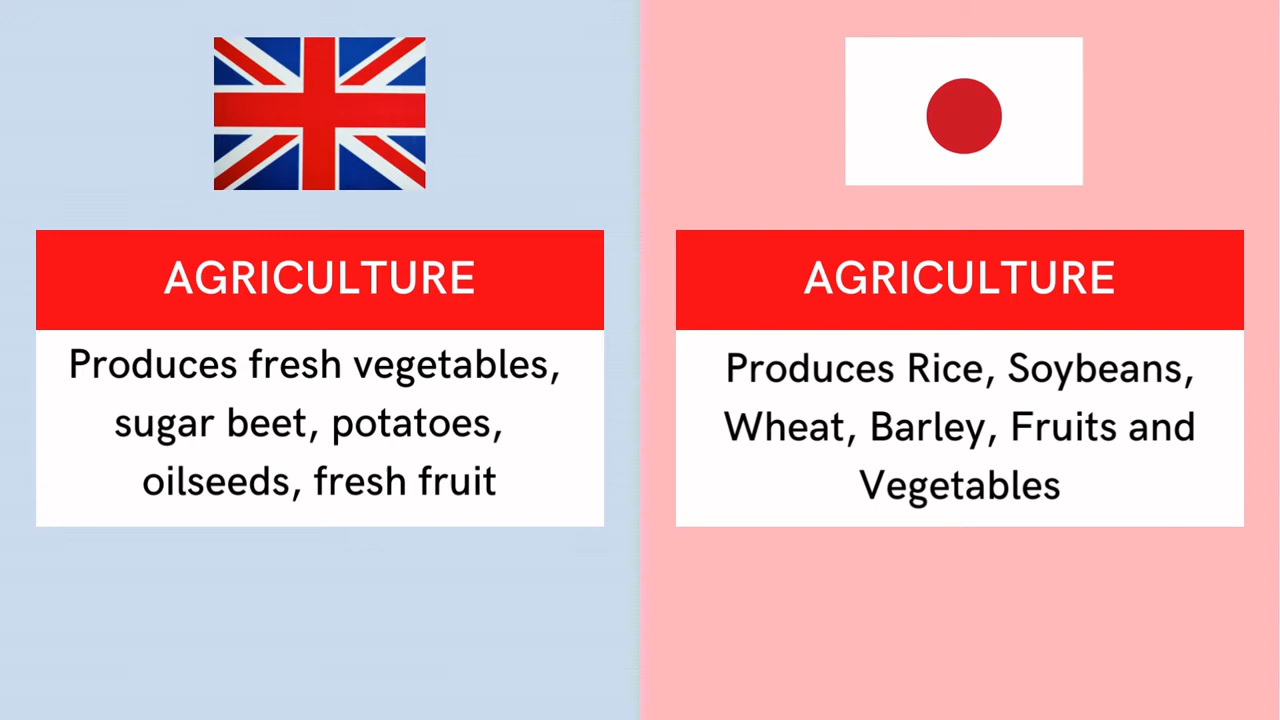 AGRICULTURE
Produces fresh vegetables,
sugar beet, potatoes,
oilseeds, fresh fruit
AGRICULTURE
Produces Rice, Soybeans,
Wheat, Barley, Fruits and
Vegetables